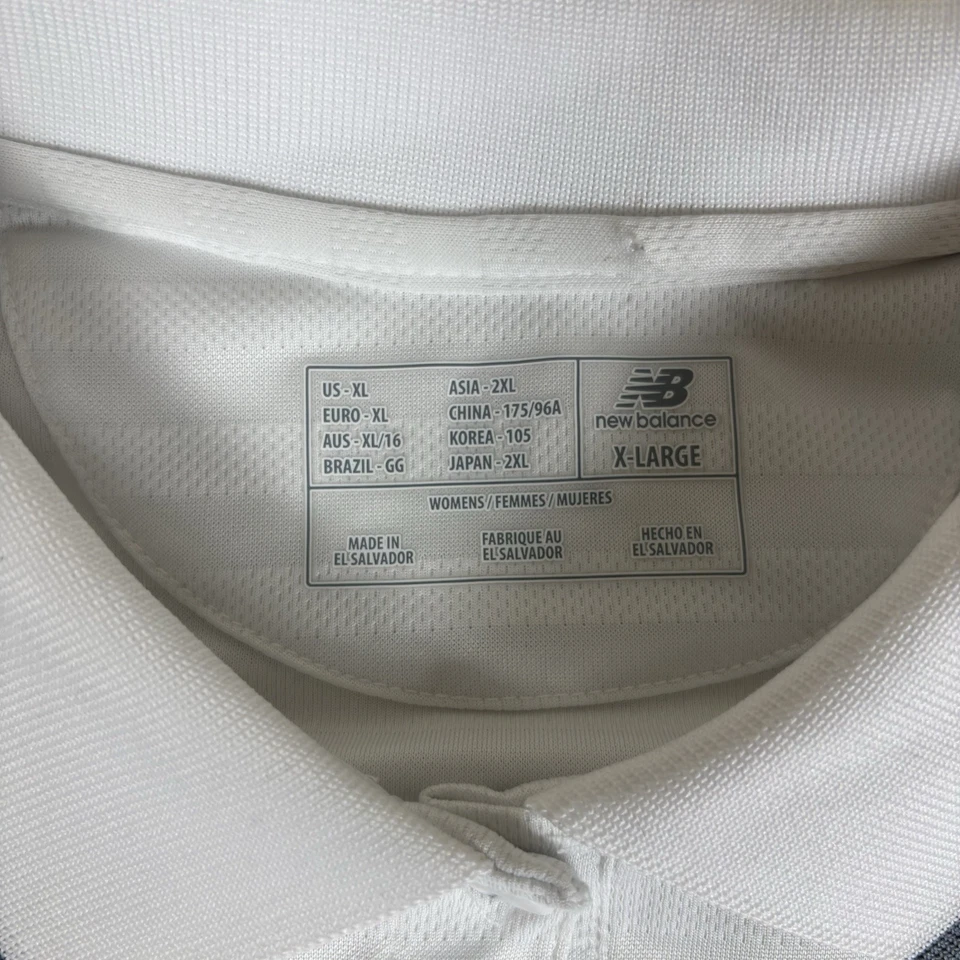 US - XL
EURO - XL
AUS - XL/16
BRAZIL - GG
ASIA - 2XL
CHINA - 175/96A
KOREA - 105
JAPAN - 2XL
NB
new balance
X-LARGE
WOMENS / FEMMES / MUJERES
MADE IN
EL SALVADOR
FABRIQUE AU
EL SALVADOR
HECHO EN
EL SALVADOR